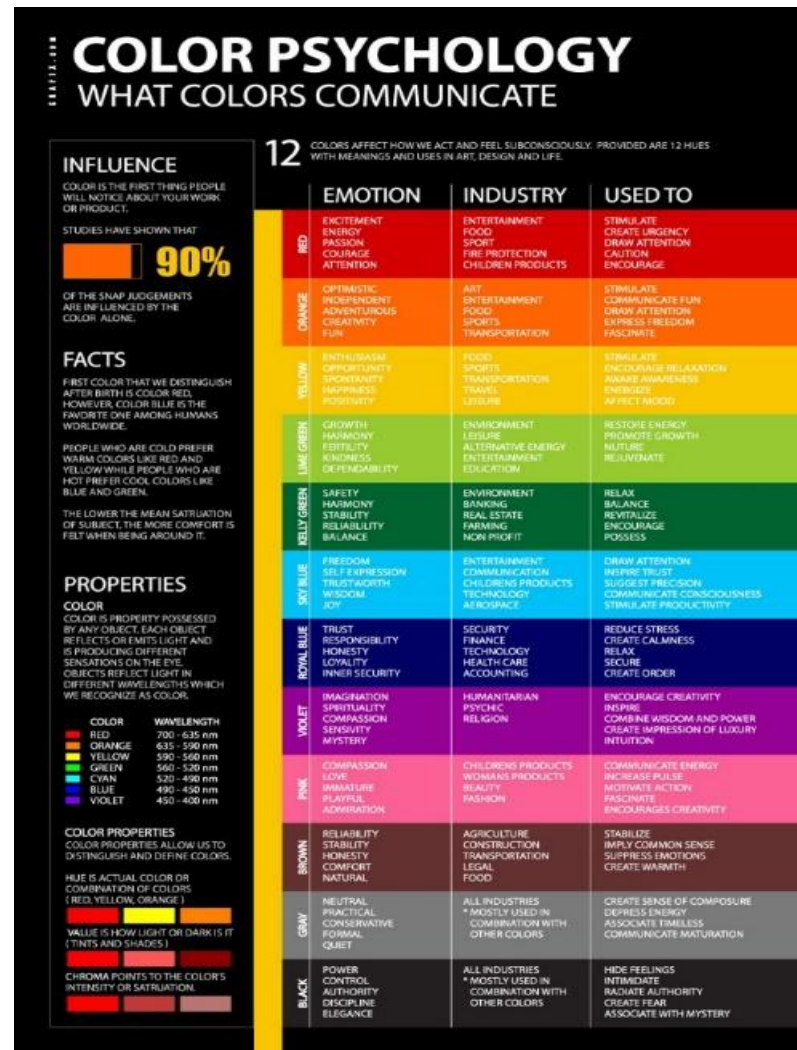 GRAFIX.com
COLOR PSYCHOLOGY
WHAT COLORS COMMUNICATE
INFLUENCE
COLOR IS THE FIRST THING PEOPLE
WILL NOTICE ABOUT YOUR WORK
OR PRODUCT.
STUDIES HAVE SHOWN THAT
90%
OF THE SNAP JUDGEMENTS
ARE INFLUENCED BY THE
COLOR ALONE.
FACTS
FIRST COLOR THAT WE DISTINGUISH
AFTER BIRTH IS COLOR RED,
HOWEVER, COLOR BLUE IS THE
FAVORITE ONE AMONG HUMANS
WORLDWIDE.
PEOPLE WHO ARE COLD PREFER
WARM COLORS LIKE RED AND
YELLOW WHILE PEOPLE WHO ARE
HOT PREFER COOL COLORS LIKE
BLUE AND GREEN.
THE LOWER THE MEAN SATRUATION
OF SUBJECT, THE MORE COMFORT IS
FELT WHEN BEING AROUND IT.
PROPERTIES
COLOR
COLOR IS PROPERTY POSSESSED
BY ANY OBJECT. EACH OBJECT
REFLECTS OR EMITS LIGHT AND
IS PRODUCING DIFFERENT
SENSATIONS ON THE EYE.
OBJECTS REFLECT LIGHT IN
DIFFERENT WAVELENGTHS WHICH
WE RECOGNIZE AS COLOR.
COLOR WAVELENGTH
RED 700 - 635 nm
ORANGE 635 - 590 nm
YELLOW 590 - 560 nm
GREEN 560 - 520 nm
CYAN 520 - 490 nm
BLUE 490 - 450 nm
VIOLET 450 - 400 nm
COLOR PROPERTIES
COLOR PROPERTIES ALLOW US TO
DISTINGUISH AND DEFINE COLORS.
HUE IS ACTUAL COLOR OR
COMBINATION OF COLORS
( RED, YELLOW, ORANGE )
VALUE IS HOW LIGHT OR DARK IS IT
( TINTS AND SHADES )
CHROMA POINTS TO THE COLOR'S
INTENSITY OR SATRUATION.
12
COLORS AFFECT HOW WE ACT AND FEEL SUBCONSCIOUSLY. PROVIDED ARE 12 HUES
WITH MEANINGS AND USES IN ART, DESIGN AND LIFE.
EMOTION INDUSTRY USED TO
RED
EXCITEMENT ENTERTAINMENT STIMULATE
ENERGY FOOD CREATE URGENCY
PASSION SPORT DRAW ATTENTION
COURAGE FIRE PROTECTION CAUTION
ATTENTION CHILDREN PRODUCTS ENCOURAGE
ORANGE
OPTIMISTIC ART STIMULATE
INDEPENDENT ENTERTAINMENT COMMUNICATE FUN
ADVENTUROUS FOOD DRAW ATTENTION
CREATIVITY SPORTS EXPRESS FREEDOM
FUN TRANSPORTATION FASCINATE
YELLOW
ENTHUSIASM FOOD STIMULATE
OPPORTUNITY SPORTS ENCOURAGE RELAXATION
SPONTANITY TRANSPORTATION AWAKE AWARENESS
HAPPINESS TRAVEL ENERGIZE
POSITIVITY LEISURE AFFECT MOOD
LIME GREEN
GROWTH ENVIRONMENT RESTORE ENERGY
HARMONY LEISURE PROMOTE GROWTH
FERTILITY ALTERNATIVE ENERGY NUTURE
KINDNESS ENTERTAINMENT REJUVENATE
DEPENDABILITY EDUCATION
KELLY GREEN
SAFETY ENVIRONMENT RELAX
HARMONY BANKING BALANCE
STABILITY REAL ESTATE REVITALIZE
RELIABLILITY FARMING ENCOURAGE
BALANCE NON PROFIT POSSESS
SKY BLUE
FREEDOM ENTERTAINMENT DRAW ATTENTION
SELF EXPRESSION COMMUNICATION INSPIRE TRUST
TRUSTWORTH CHILDRENS PRODUCTS SUGGEST PRECISION
WISDOM TECHNOLOGY COMMUNICATE CONSCIOUSNESS
JOY AEROSPACE STIMULATE PRODUCTIVITY
ROYAL BLUE
TRUST SECURITY REDUCE STRESS
RESPONSIBILITY FINANCE CREATE CALMNESS
HONESTY TECHNOLOGY RELAX
LOYALITY HEALTH CARE SECURE
INNER SECURITY ACCOUNTING CREATE ORDER
VIOLET
IMAGINATION HUMANITARIAN ENCOURAGE CREATIVITY
SPIRITUALITY PSYCHIC INSPIRE
COMPASSION RELIGION COMBINE WISDOM AND POWER
SENSIVITY CREATE IMPRESSION OF LUXURY
MYSTERY INTUITION
PINK
COMPASSION CHILDRENS PRODUCTS COMMUNICATE ENERGY
LOVE WOMANS PRODUCTS INCREASE PULSE
IMMATURE BEAUTY MOTIVATE ACTION
PLAYFUL FASHION FASCINATE
ADMIRATION ENCOURAGES CREATIVITY
BROWN
RELIABILITY AGRICULTURE STABILIZE
STABILITY CONSTRUCTION IMPLY COMMON SENSE
HONESTY TRANSPORTATION SUPPRESS EMOTIONS
COMFORT LEGAL CREATE WARMTH
NATURAL FOOD
GRAY
NEUTRAL ALL INDUSTRIES CREATE SENSE OF COMPOSURE
PRACTICAL * MOSTLY USED IN DEPRESS ENERGY
CONSERVATIVE COMBINATION WITH ASSOCIATE TIMELESS
FORMAL OTHER COLORS COMMUNICATE MATURATION
QUIET
BLACK
POWER ALL INDUSTRIES HIDE FEELINGS
CONTROL * MOSTLY USED IN INTIMIDATE
AUTHORITY COMBINATION WITH RADIATE AUTHORITY
DISCIPLINE OTHER COLORS CREATE FEAR
ELEGANCE ASSOCIATE WITH MYSTERY